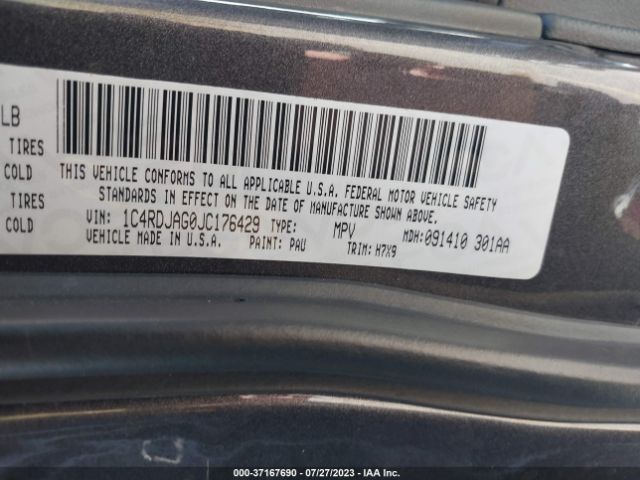 LB
TIRES
COLD
TIRES
COLD
THIS VEHICLE CONFORMS TO ALL APPLICABLE U.S.A. FEDERAL MOTOR VEHICLE SAFETY
STANDARDS IN EFFECT ON THE DATE OF MANUFACTURE SHOWN ABOVE.
VIN: 1C4RDJAG0JC176429 TYPE: MPV MDH:091410 301AA
VEHICLE MADE IN U.S.A. PAINT: PAU TRIM: H7X9
000-37167690 - 07/27/2023 - IAA Inc.